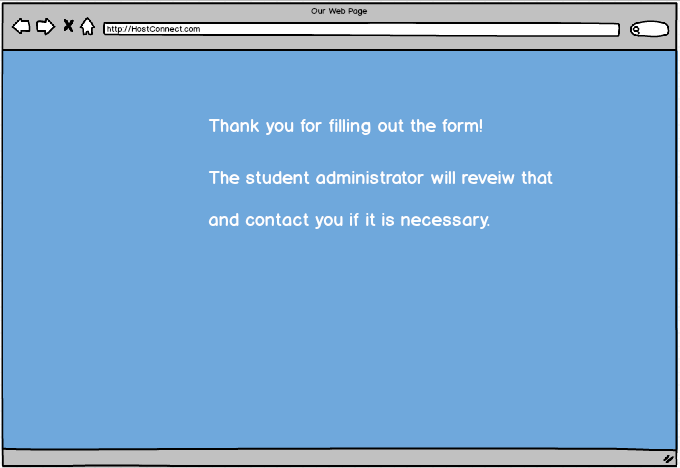 Our Web Page
http://HostConnect.com
Thank you for filling out the form!
The student administrator will reveiw that
and contact you if it is necessary.